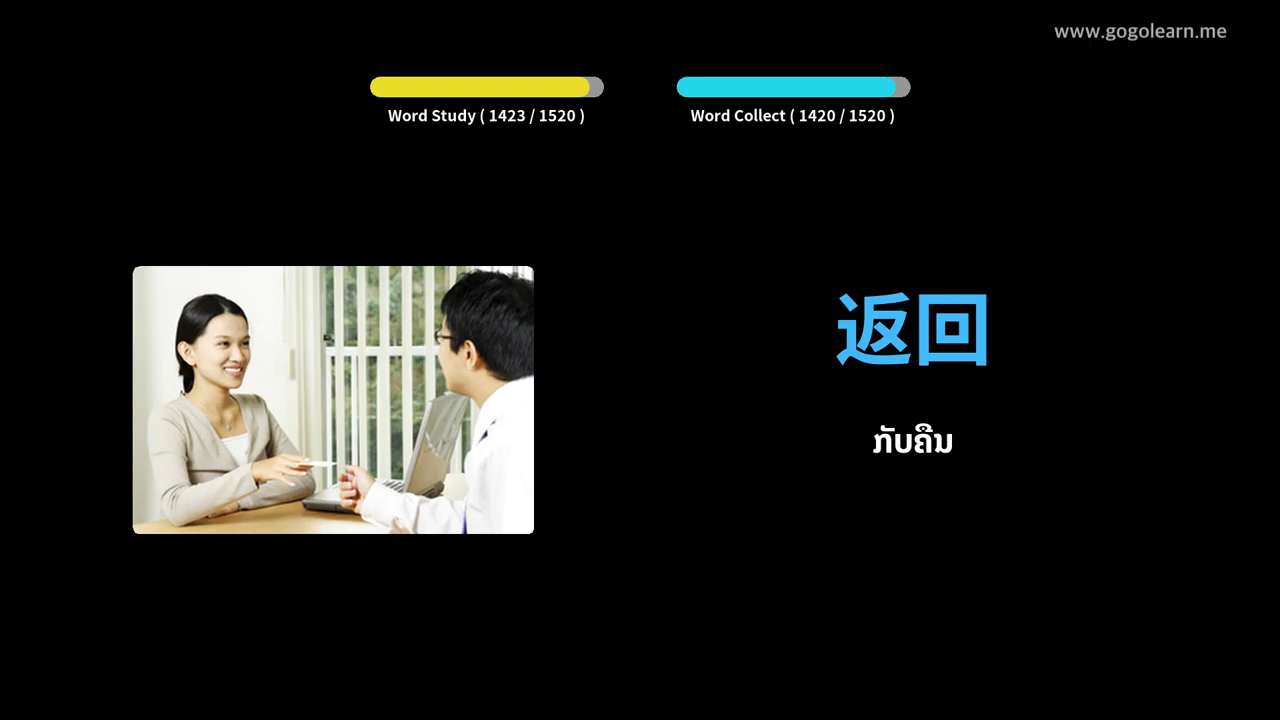 www.gogolearn.me
Word Study ( 1423 / 1520 )
Word Collect ( 1420 / 1520 )
返回
ກັບຄືນ